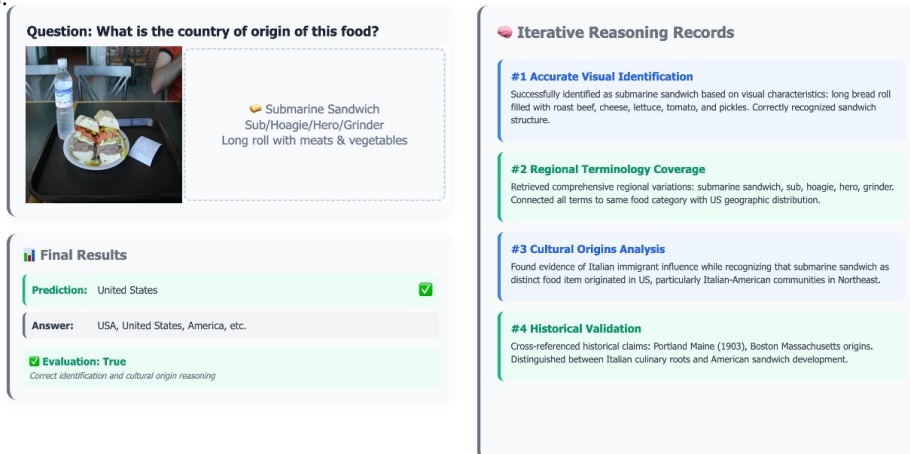 Question: What is the country of origin of this food?
🥪 Submarine Sandwich
Sub/Hoagie/Hero/Grinder
Long roll with meats & vegetables
📊 Final Results
Prediction: United States ✅
Answer: USA, United States, America, etc.
✅ Evaluation: True
Correct identification and cultural origin reasoning
🧠 Iterative Reasoning Records
#1 Accurate Visual Identification
Successfully identified as submarine sandwich based on visual characteristics: long bread roll
filled with roast beef, cheese, lettuce, tomato, and pickles. Correctly recognized sandwich
structure.
#2 Regional Terminology Coverage
Retrieved comprehensive regional variations: submarine sandwich, sub, hoagie, hero, grinder.
Connected all terms to same food category with US geographic distribution.
#3 Cultural Origins Analysis
Found evidence of Italian immigrant influence while recognizing that submarine sandwich as
distinct food item originated in US, particularly Italian-American communities in Northeast.
#4 Historical Validation
Cross-referenced historical claims: Portland Maine (1903), Boston Massachusetts origins.
Distinguished between Italian culinary roots and American sandwich development.